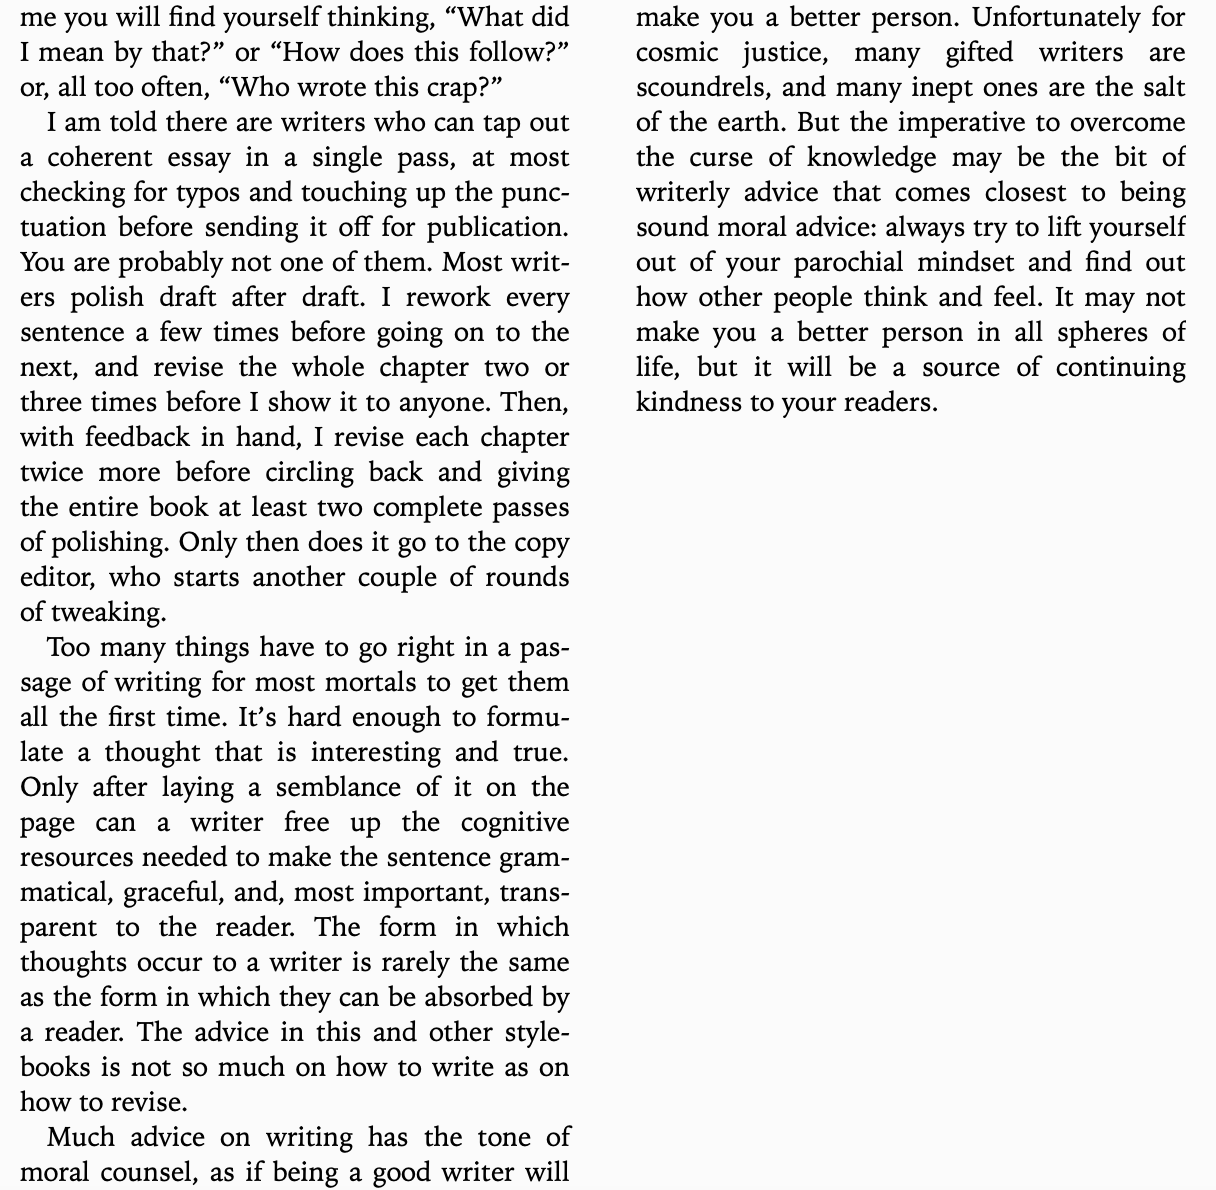 me you will find yourself thinking, “What did
I mean by that?” or “How does this follow?”
or, all too often, “Who wrote this crap?”
I am told there are writers who can tap out
a coherent essay in a single pass, at most
checking for typos and touching up the punc-
tuation before sending it off for publication.
You are probably not one of them. Most writ-
ers polish draft after draft. I rework every
sentence a few times before going on to the
next, and revise the whole chapter two or
three times before I show it to anyone. Then,
with feedback in hand, I revise each chapter
twice more before circling back and giving
the entire book at least two complete passes
of polishing. Only then does it go to the copy
editor, who starts another couple of rounds
of tweaking.
Too many things have to go right in a pas-
sage of writing for most mortals to get them
all the first time. It’s hard enough to formu-
late a thought that is interesting and true.
Only after laying a semblance of it on the
page can a writer free up the cognitive
resources needed to make the sentence gram-
matical, graceful, and, most important, trans-
parent to the reader. The form in which
thoughts occur to a writer is rarely the same
as the form in which they can be absorbed by
a reader. The advice in this and other style-
books is not so much on how to write as on
how to revise.
Much advice on writing has the tone of
moral counsel, as if being a good writer will
make you a better person. Unfortunately for
cosmic justice, many gifted writers are
scoundrels, and many inept ones are the salt
of the earth. But the imperative to overcome
the curse of knowledge may be the bit of
writerly advice that comes closest to being
sound moral advice: always try to lift yourself
out of your parochial mindset and find out
how other people think and feel. It may not
make you a better person in all spheres of
life, but it will be a source of continuing
kindness to your readers.